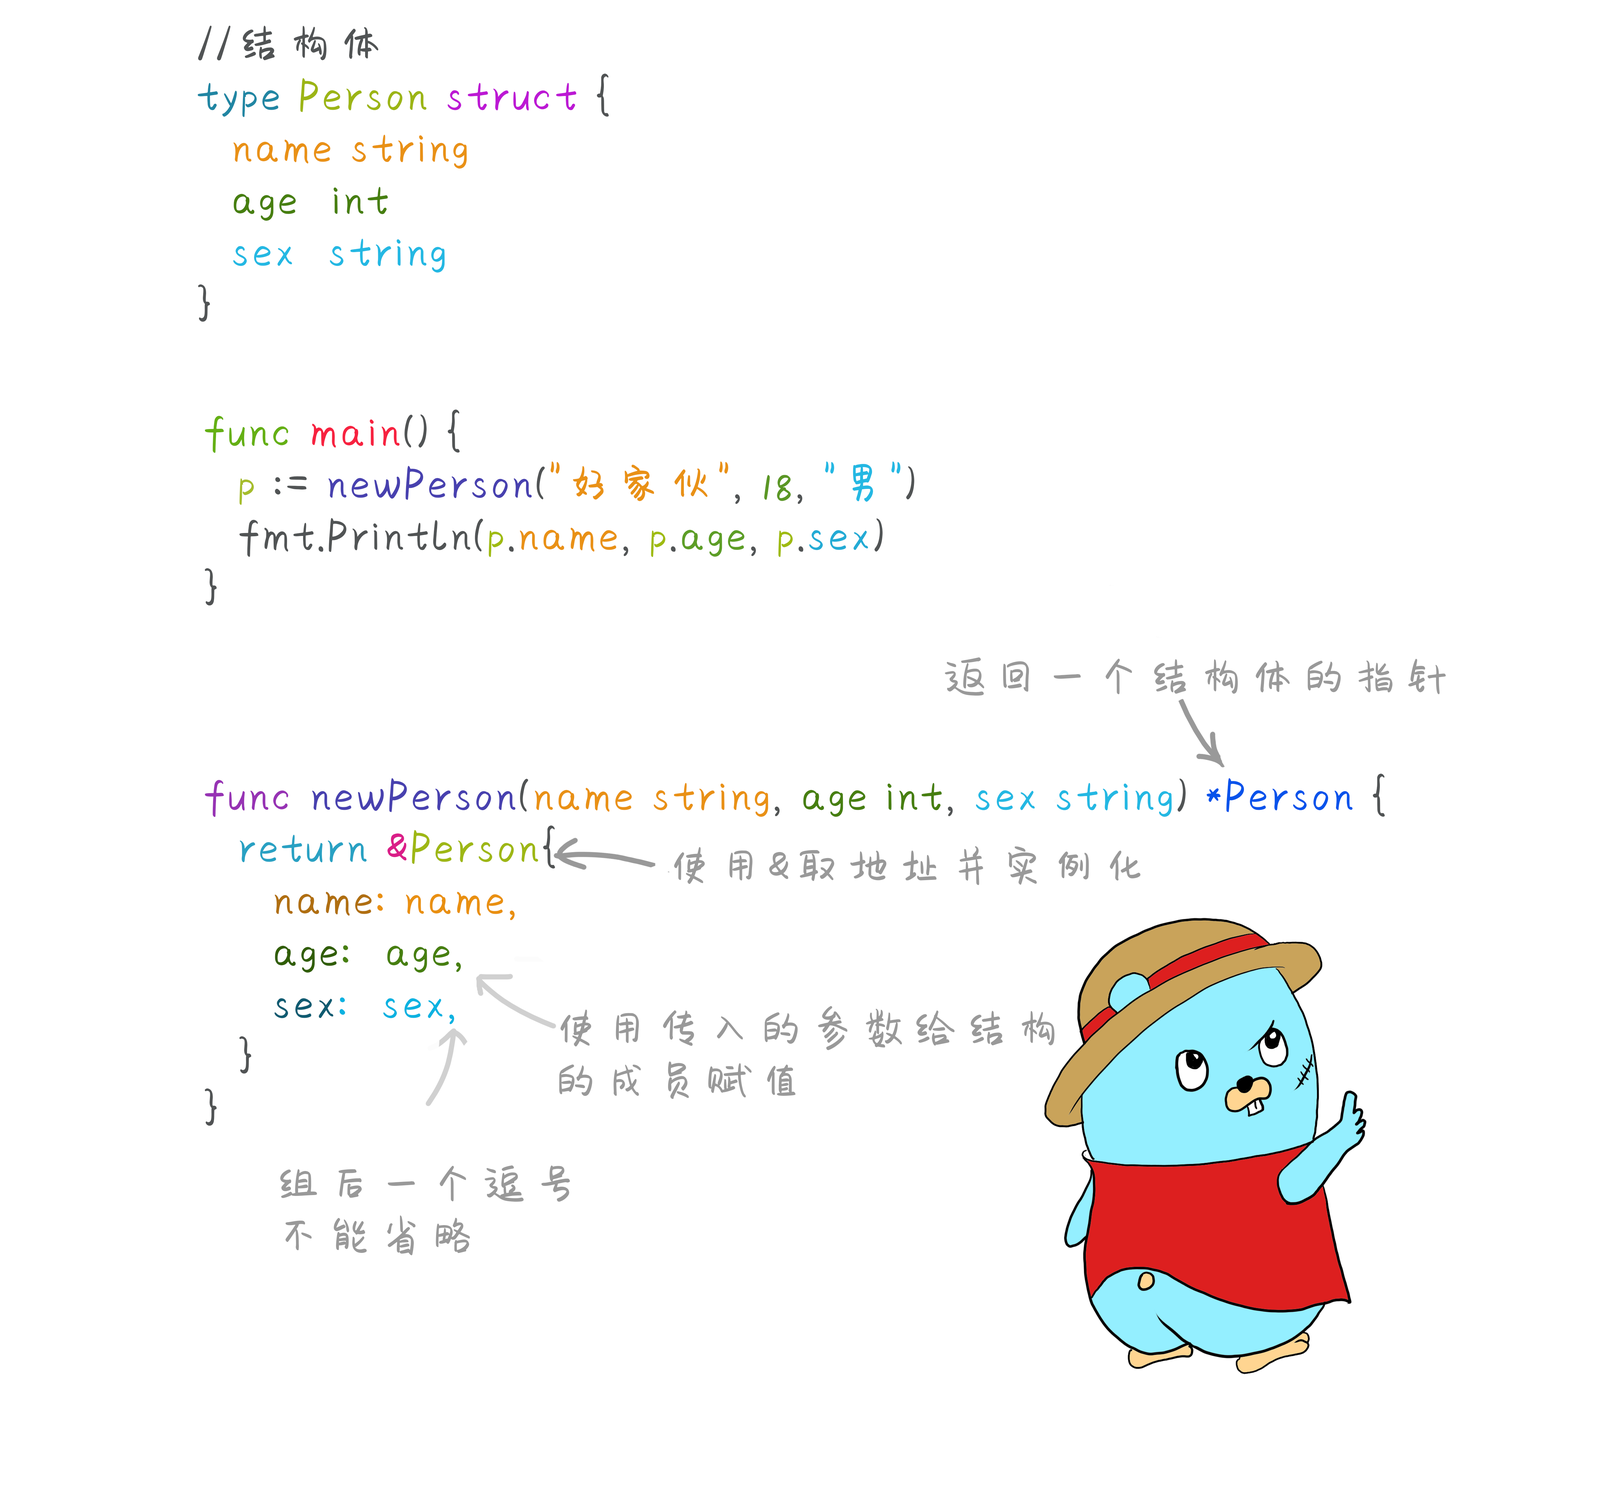 //结构体
type Person struct {
name string
age int
sex string
}
func main() {
p := newPerson("好家伙", 18, "男")
fmt.Println(p.name, p.age, p.sex)
}
返回一个结构体的指针
func newPerson(name string, age int, sex string) *Person {
return &Person{
使用&取地址并实例化
name: name,
age: age,
sex: sex,
使用传入的参数给结构
的成员赋值
}
}
组后一个逗号
不能省略